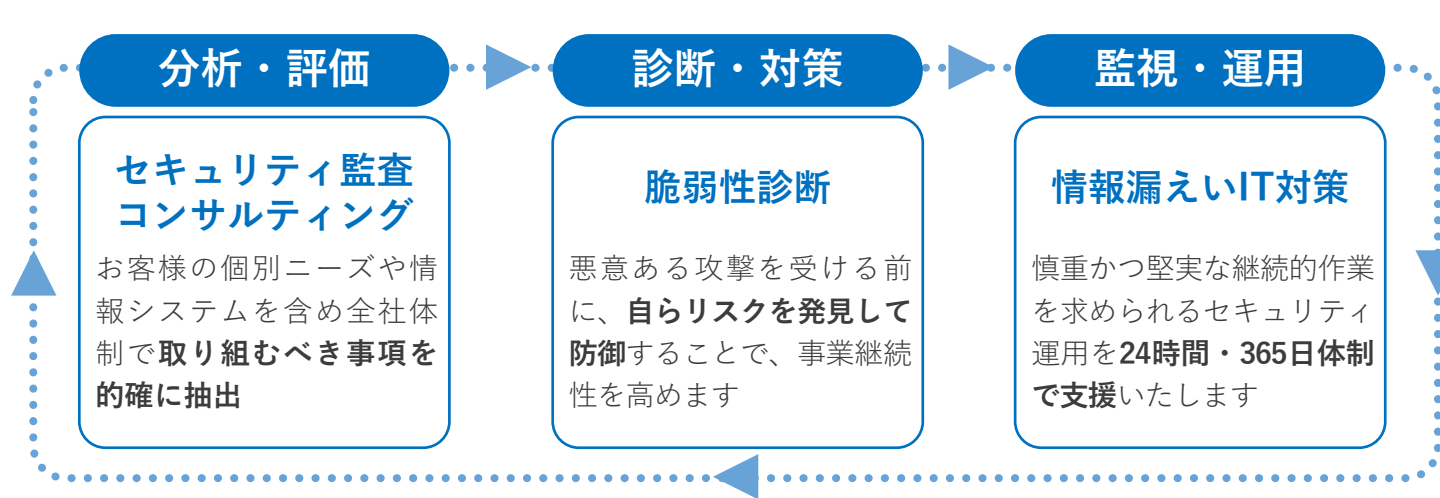 分析・評価
セキュリティ監査
コンサルティング
お客様の個別ニーズや情
報システムを含め全社体
制で取り組むべき事項を
的確に抽出
診断・対策
脆弱性診断
悪意ある攻撃を受ける前
に、自らリスクを発見して
防御することで、事業継続
性を高めます
監視・運用
情報漏えいIT対策
慎重かつ堅実な継続的作業
を求められるセキュリティ
運用を24時間・365日体制
で支援いたします